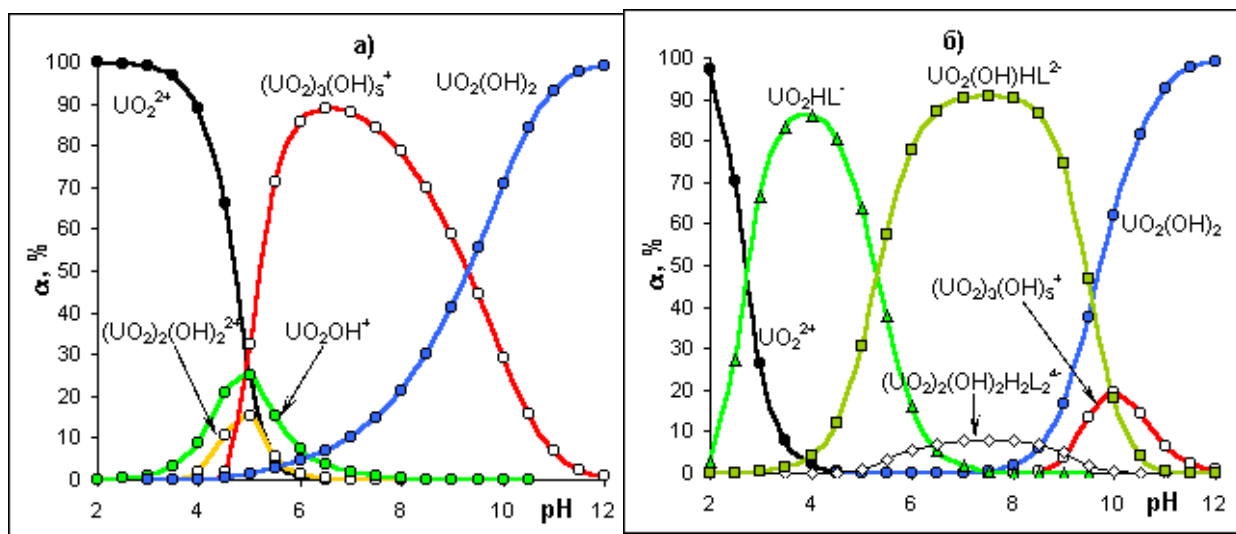 а)
100
90
80
70
60
50
40
30
20
10
0
α, %
UO₂²⁺
(UO₂)₃(OH)₅⁺
UO₂(OH)₂
(UO₂)₂(OH)₂²⁺
UO₂OH⁺
2 4 6 8 10 pH 12
б)
100
90
80
70
60
50
40
30
20
10
0
α, %
UO₂HL⁻
UO₂(OH)HL²⁻
UO₂(OH)₂
(UO₂)₃(OH)₅⁺
UO₂²⁺
(UO₂)₂(OH)₂H₂L₂⁴⁻
2 4 6 8 10 pH 12